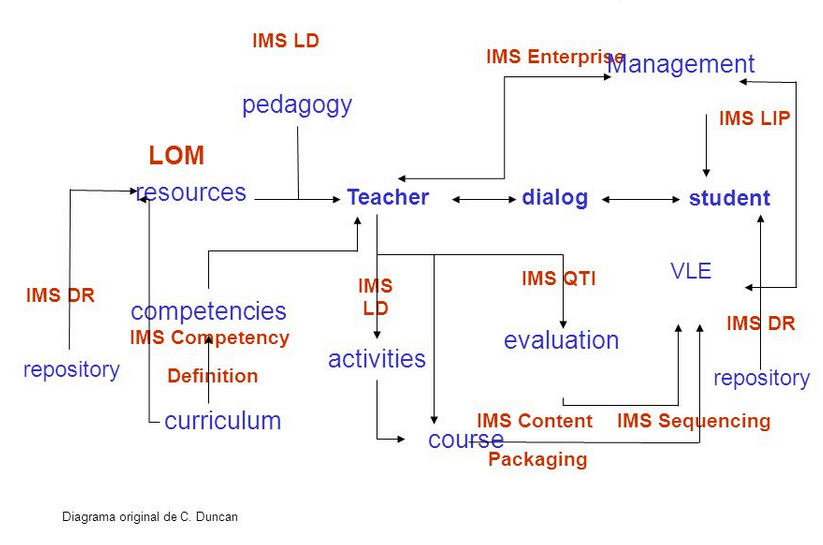 IMS LD
IMS Enterprise
Management
pedagogy
IMS LIP
LOM
resources
Teacher
dialog
student
VLE
IMS DR
IMS
LD
IMS QTI
competencies
IMS Competency
Definition
IMS DR
evaluation
activities
repository
repository
curriculum
IMS Content
Packaging
IMS Sequencing
course
Diagrama original de C. Duncan